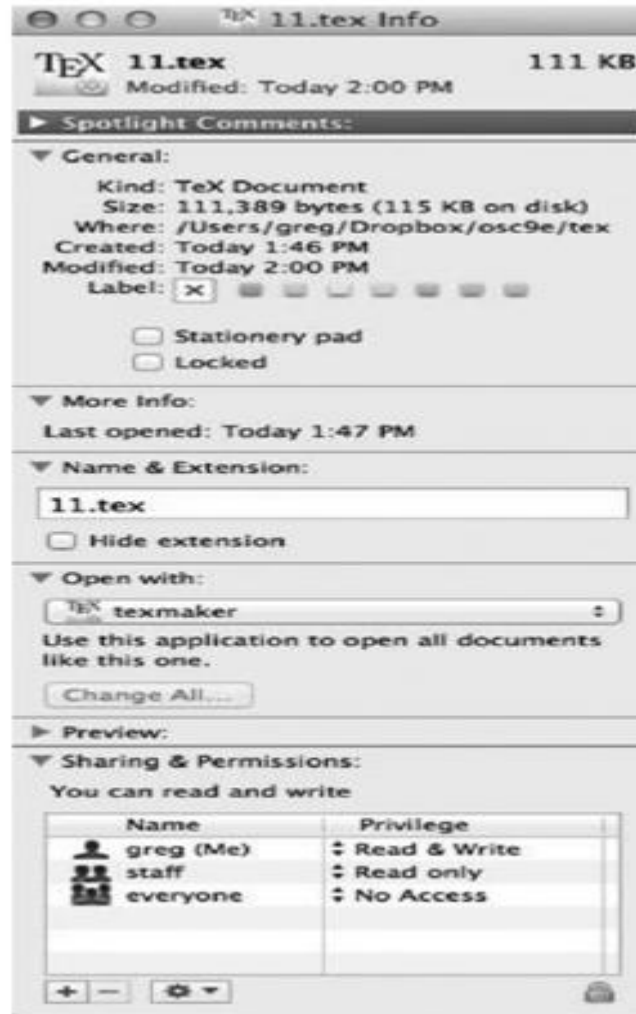 TEX 11.tex Info
TEX 11.tex 111 KB
Modified: Today 2:00 PM
Spotlight Comments:
General:
Kind: TeX Document
Size: 111,389 bytes (115 KB on disk)
Where: /Users/greg/Dropbox/osc9e/tex
Created: Today 1:46 PM
Modified: Today 2:00 PM
Label: x
Stationery pad
Locked
More Info:
Last opened: Today 1:47 PM
Name & Extension:
11.tex
Hide extension
Open with:
TEX texmaker
Use this application to open all documents
like this one.
Change All...
Preview:
Sharing & Permissions:
You can read and write
Name Privilege
greg (Me) Read & Write
staff Read only
everyone No Access
+ −